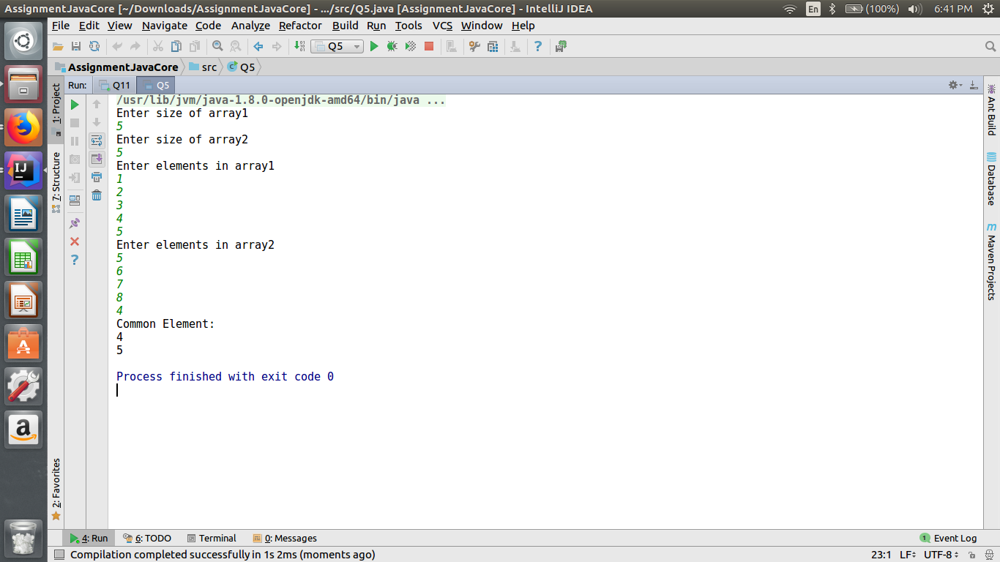 AssignmentJavaCore [~/Downloads/AssignmentJavaCore] - .../src/Q5.java [AssignmentJavaCore] - IntelliJ IDEA
En (100%) 6:41 PM
File Edit View Navigate Code Analyze Refactor Build Run Tools VCS Window Help
Q5
AssignmentJavaCore src Q5
Run: Q11 Q5
1: Project
7: Structure
2: Favorites
/usr/lib/jvm/java-1.8.0-openjdk-amd64/bin/java ...
Enter size of array1
5
Enter size of array2
5
Enter elements in array1
1
2
3
4
5
Enter elements in array2
5
6
7
8
4
Common Element:
4
5
Process finished with exit code 0
Ant Build
Database
Maven Projects
4: Run 6: TODO Terminal 0: Messages 1 Event Log
Compilation completed successfully in 1s 2ms (moments ago) 23:1 LF UTF-8